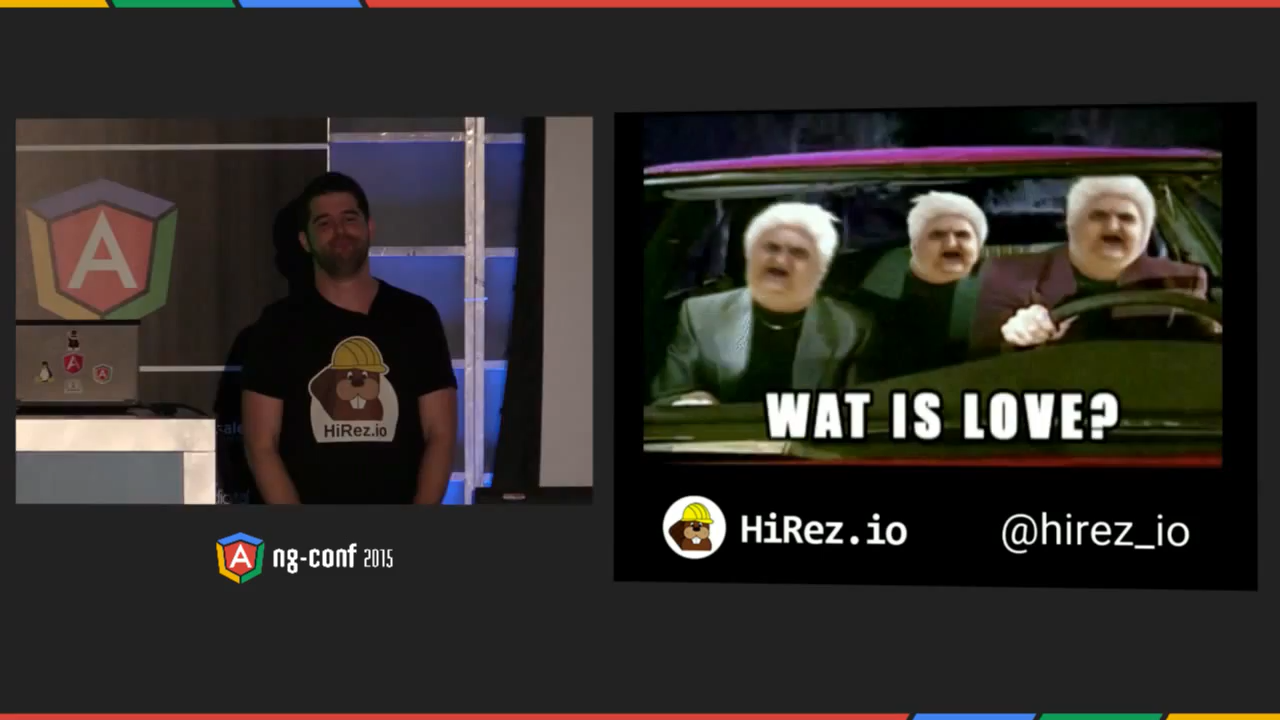 A
HiRez.io
A
ng-conf 2015
WAT IS LOVE?
HiRez.io
@hirez_io